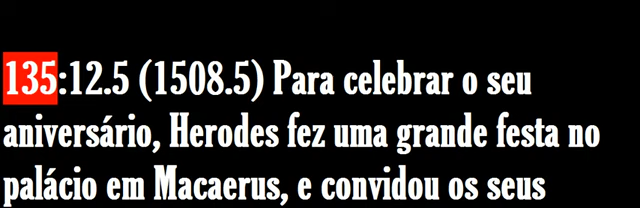 135:12.5 (1508.5) Para celebrar o seu
aniversário, Herodes fez uma grande festa no
palácio em Macaerus, e convidou os seus